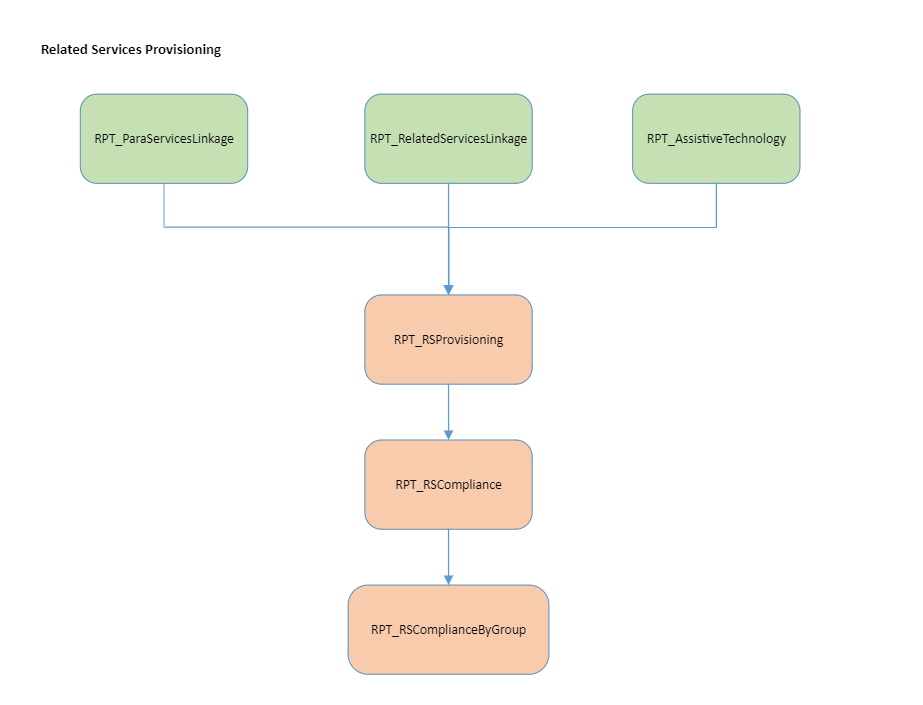 Related Services Provisioning
RPT_ParaServicesLinkage
RPT_RelatedServicesLinkage
RPT_AssistiveTechnology
RPT_RSProvisioning
RPT_RSCompliance
RPT_RSComplianceByGroup